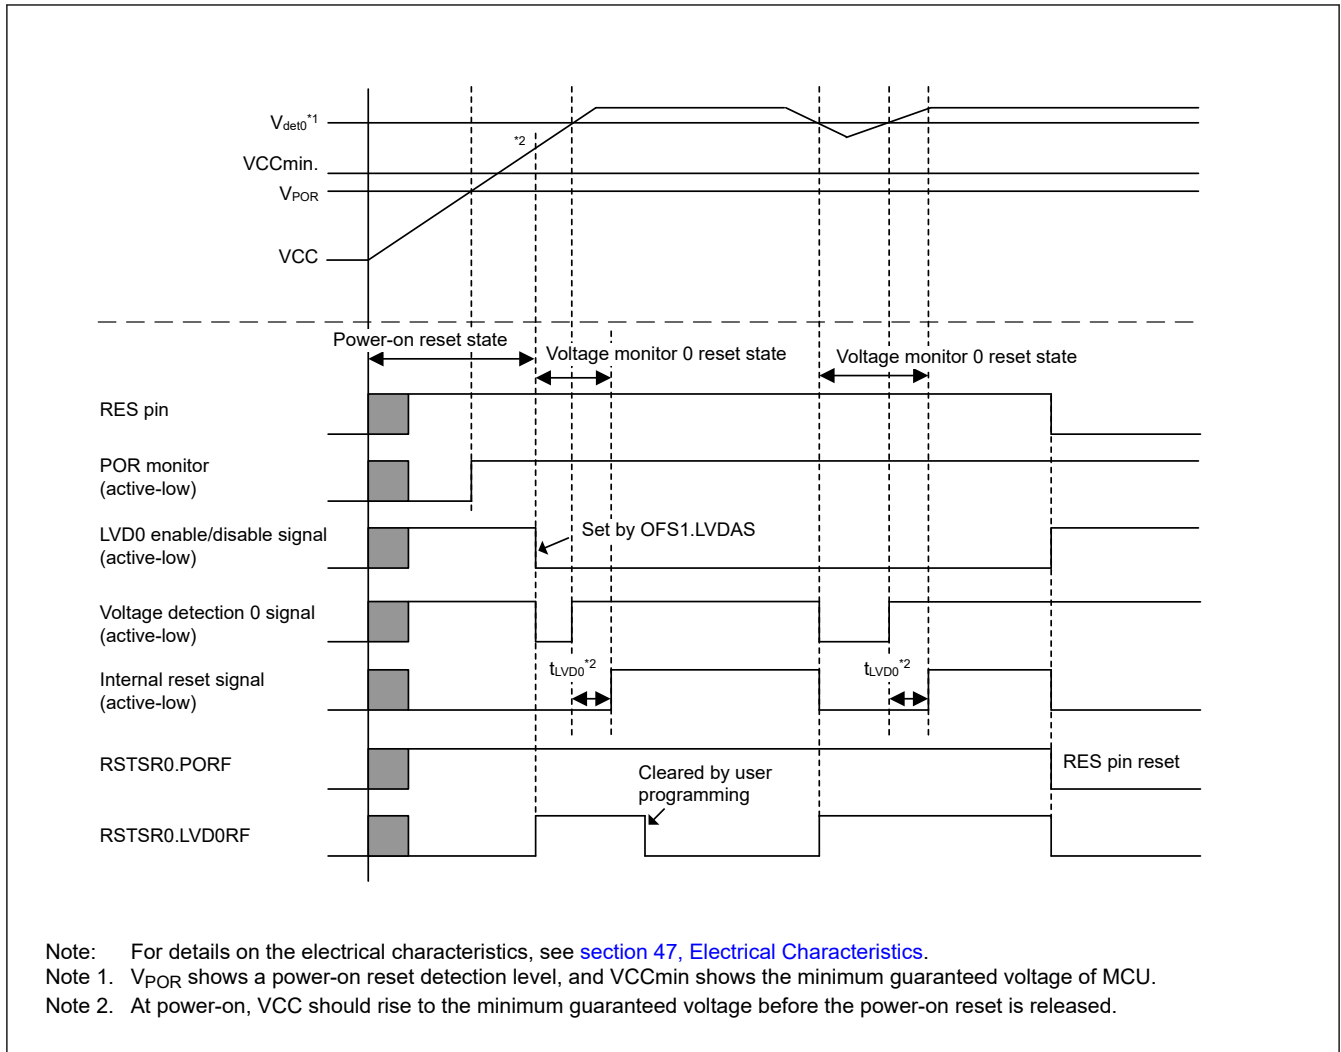 Vdet0*1
*2
VCCmin.
VPOR
VCC
Power-on reset state
Voltage monitor 0 reset state
Voltage monitor 0 reset state
RES pin
POR monitor
(active-low)
LVD0 enable/disable signal
(active-low)
Set by OFS1.LVDAS
Voltage detection 0 signal
(active-low)
tLVD0*2
tLVD0*2
Internal reset signal
(active-low)
RSTSR0.PORF
RES pin reset
Cleared by user
programming
RSTSR0.LVD0RF
Note: For details on the electrical characteristics, see section 47, Electrical Characteristics.
Note 1. VPOR shows a power-on reset detection level, and VCCmin shows the minimum guaranteed voltage of MCU.
Note 2. At power-on, VCC should rise to the minimum guaranteed voltage before the power-on reset is released.